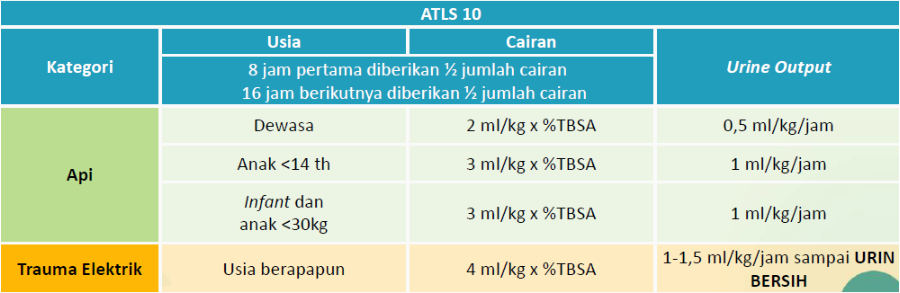 ATLS 10
Kategori
Usia
Cairan
Urine Output
8 jam pertama diberikan ½ jumlah cairan
16 jam berikutnya diberikan ½ jumlah cairan
Api
Dewasa
2 ml/kg x %TBSA
0,5 ml/kg/jam
Anak <14 th
3 ml/kg x %TBSA
1 ml/kg/jam
Infant dan
anak <30kg
3 ml/kg x %TBSA
1 ml/kg/jam
Trauma Elektrik
Usia berapapun
4 ml/kg x %TBSA
1-1,5 ml/kg/jam sampai URIN
BERSIH